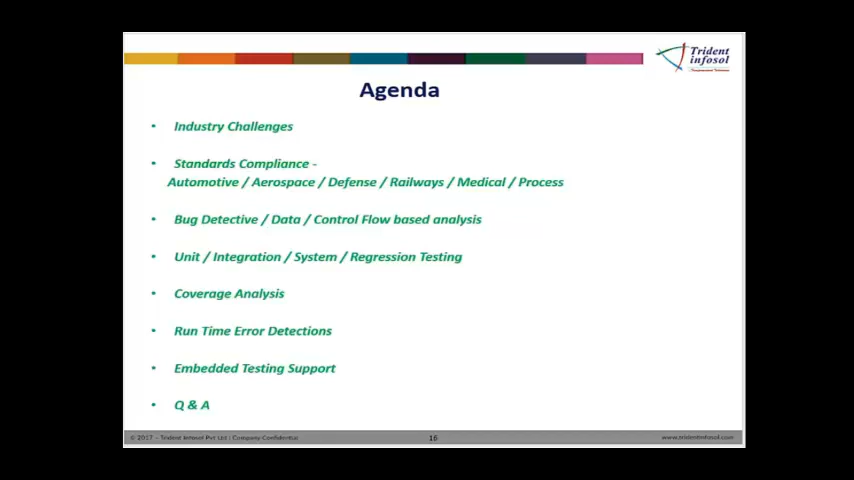 Trident
infosol
Agenda
• Industry Challenges
• Standards Compliance -
Automotive / Aerospace / Defense / Railways / Medical / Process
• Bug Detective / Data / Control Flow based analysis
• Unit / Integration / System / Regression Testing
• Coverage Analysis
• Run Time Error Detections
• Embedded Testing Support
• Q & A
© 2017 – Trident Infosol Pvt Ltd : Company Confidential
16
www.tridentinfosol.com